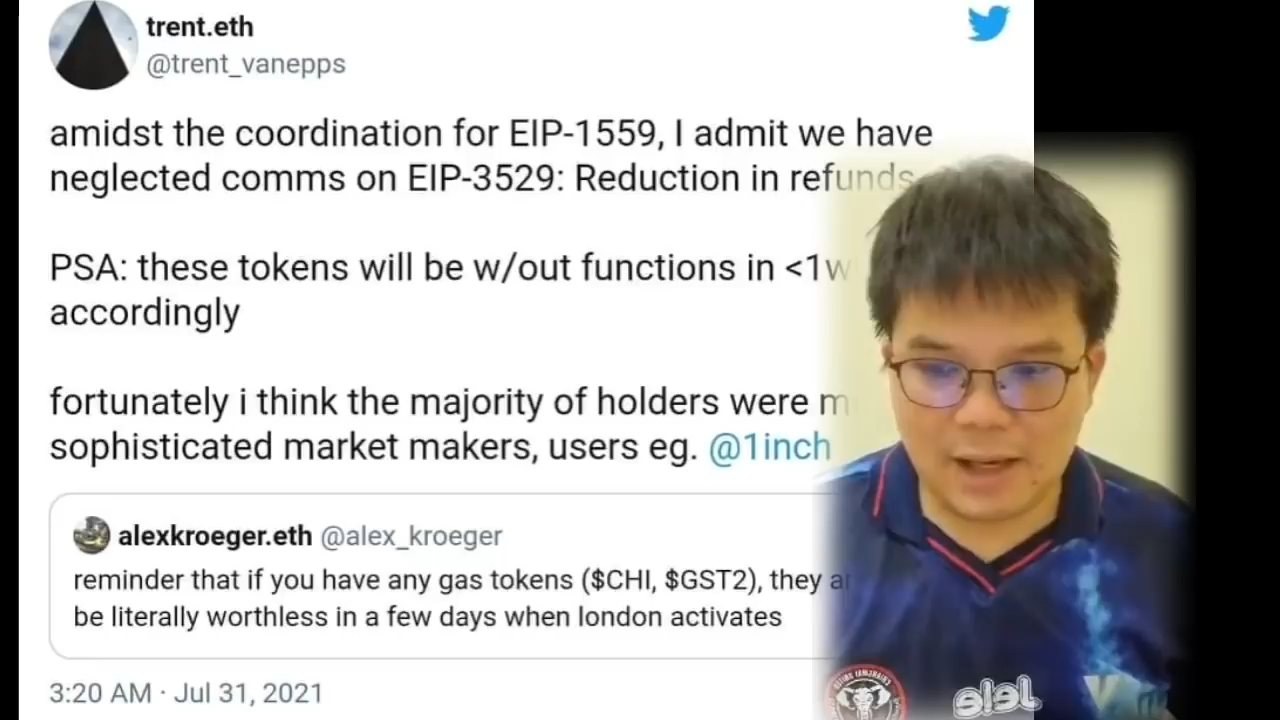 trent.eth
@trent_vanepps
amidst the coordination for EIP-1559, I admit we have
neglected comms on EIP-3529: Reduction in refunds
PSA: these tokens will be w/out functions in <1w
accordingly
fortunately i think the majority of holders were
sophisticated market makers, users eg. @1inch
alexkroeger.eth @alex_kroeger
reminder that if you have any gas tokens ($CHI, $GST2), they
be literally worthless in a few days when london activates
3:20 AM · Jul 31, 2021